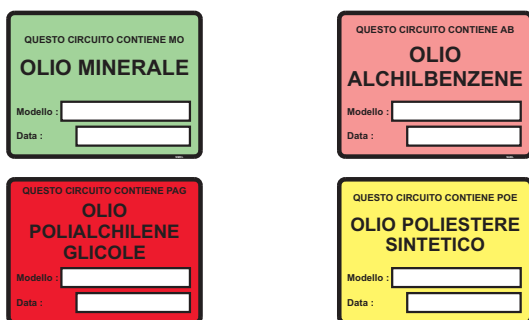 QUESTO CIRCUITO CONTIENE MO
OLIO MINERALE
Modello :
Data :
QUESTO CIRCUITO CONTIENE AB
OLIO
ALCHILBENZENE
Modello :
Data :
QUESTO CIRCUITO CONTIENE PAG
OLIO
POLIALCHILENE
GLICOLE
Modello :
Data :
QUESTO CIRCUITO CONTIENE POE
OLIO POLIESTERE
SINTETICO
Modello :
Data :